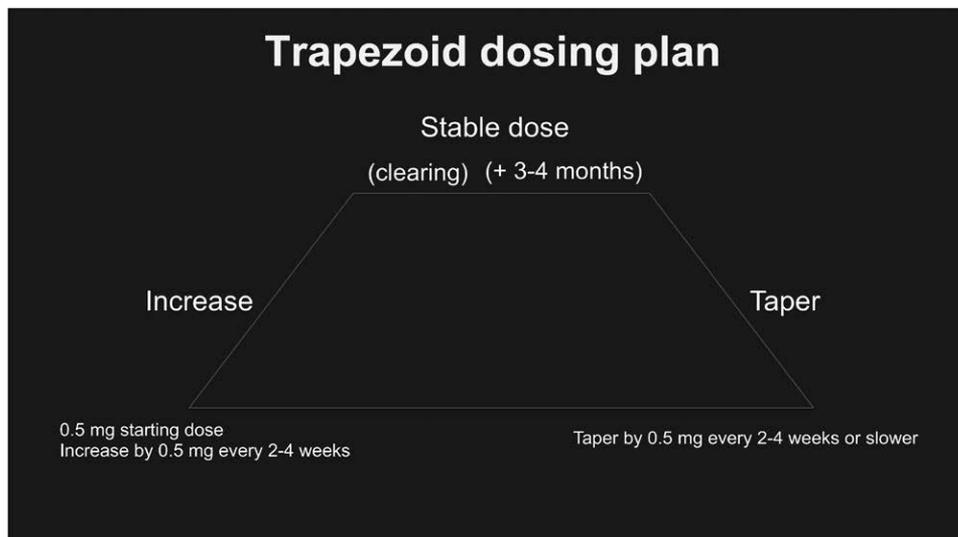 Trapezoid dosing plan
Stable dose
(clearing) (+ 3-4 months)
Increase
Taper
0.5 mg starting dose
Increase by 0.5 mg every 2-4 weeks
Taper by 0.5 mg every 2-4 weeks or slower